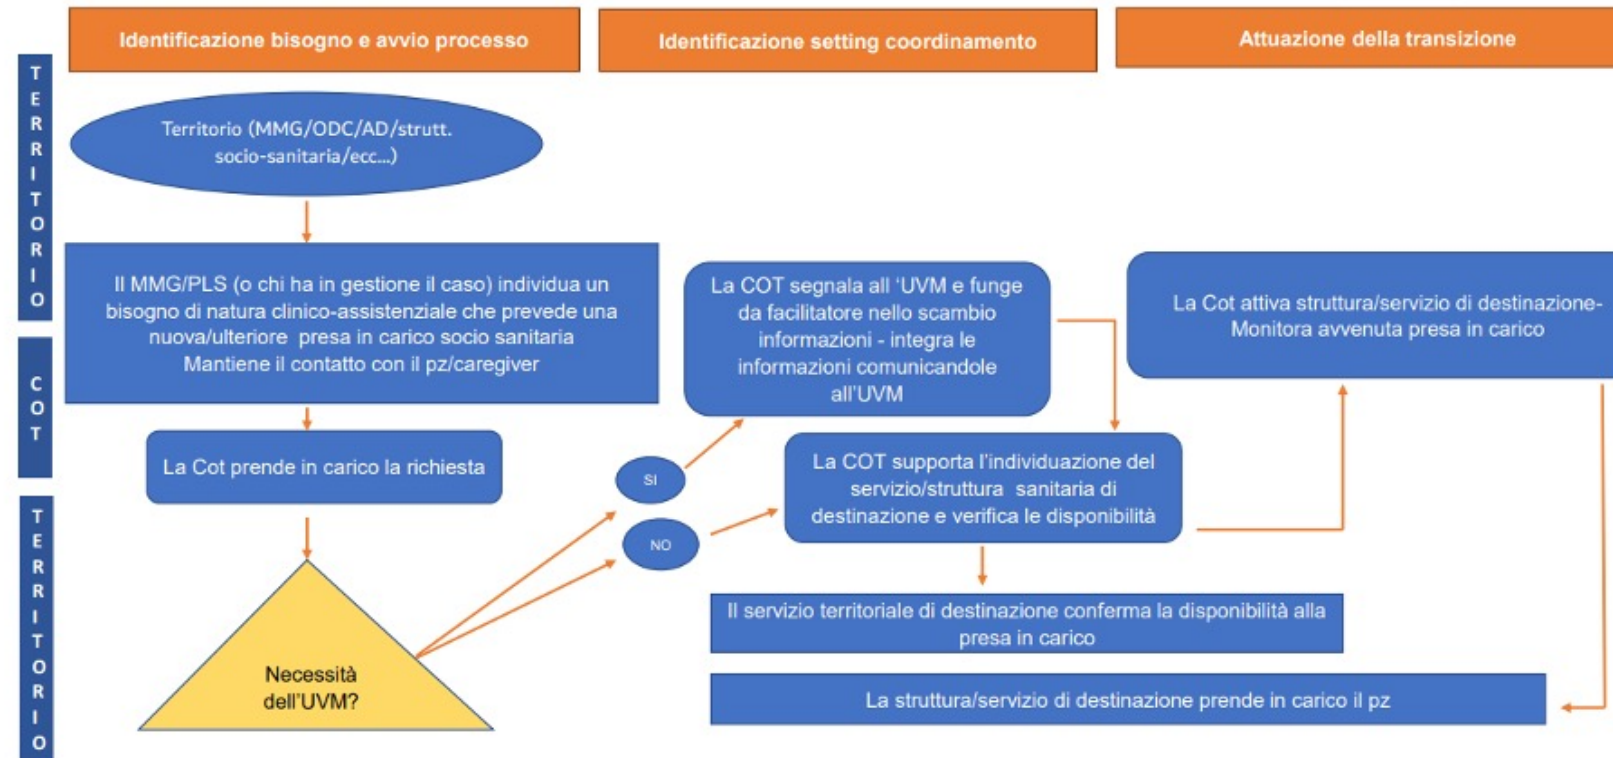 Identificazione bisogno e avvio processo
Identificazione setting coordinamento
Attuazione della transizione
TERRITORIO
Territorio (MMG/ODC/AD/strutt.
socio-sanitaria/ecc...)
Il MMG/PLS (o chi ha in gestione il caso) individua un
bisogno di natura clinico-assistenziale che prevede una
nuova/ulteriore presa in carico socio sanitaria
Mantiene il contatto con il pz/caregiver
La COT segnala all 'UVM e funge
da facilitatore nello scambio
informazioni - integra le
informazioni comunicandole
all'UVM
La Cot attiva struttura/servizio di destinazione-
Monitora avvenuta presa in carico
COT
La Cot prende in carico la richiesta
SI
NO
La COT supporta l'individuazione del
servizio/struttura sanitaria di
destinazione e verifica le disponibilità
TERRITORIO
Necessità
dell'UVM?
Il servizio territoriale di destinazione conferma la disponibilità alla
presa in carico
La struttura/servizio di destinazione prende in carico il pz